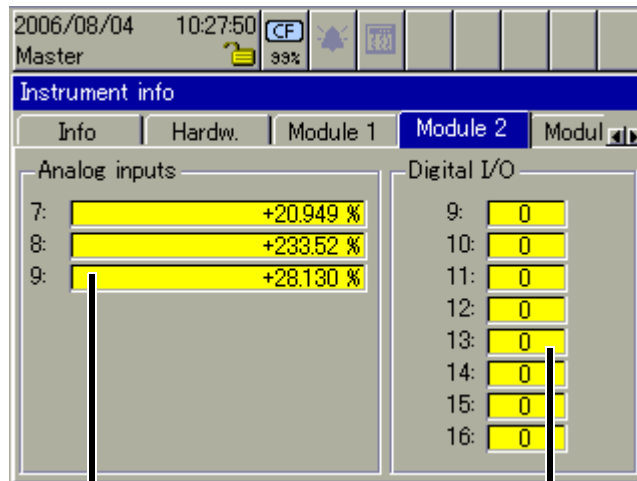 2006/08/04 10:27:50 CF
Master 99%
Instrument info
Info Hardw. Module 1 Module 2 Modul
Analog inputs Digital I/O
7: +20.949 % 9: 0
8: +233.52 % 10: 0
9: +28.130 % 11: 0
12: 0
13: 0
14: 0
15: 0
16: 0